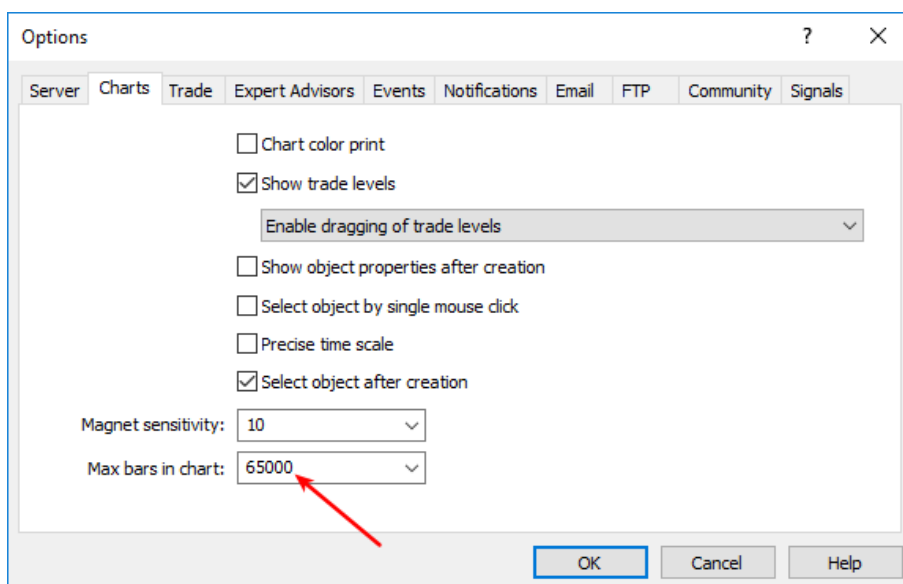 Options ?
Server Charts Trade Expert Advisors Events Notifications Email FTP Community Signals
Chart color print
Show trade levels
Enable dragging of trade levels
Show object properties after creation
Select object by single mouse click
Precise time scale
Select object after creation
Magnet sensitivity: 10
Max bars in chart: 65000
OK Cancel Help